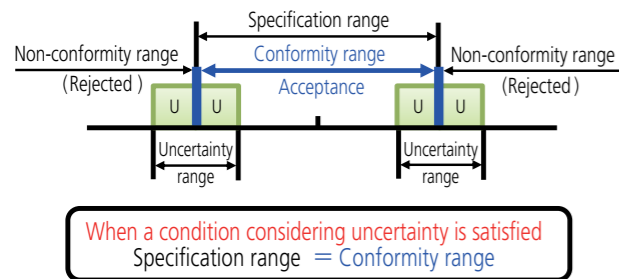 Specification range
Non-conformity range
Conformity range
Non-conformity range
(Rejected )
Acceptance
(Rejected )
U U
U U
Uncertainty
range
Uncertainty
range
When a condition considering uncertainty is satisfied
Specification range = Conformity range